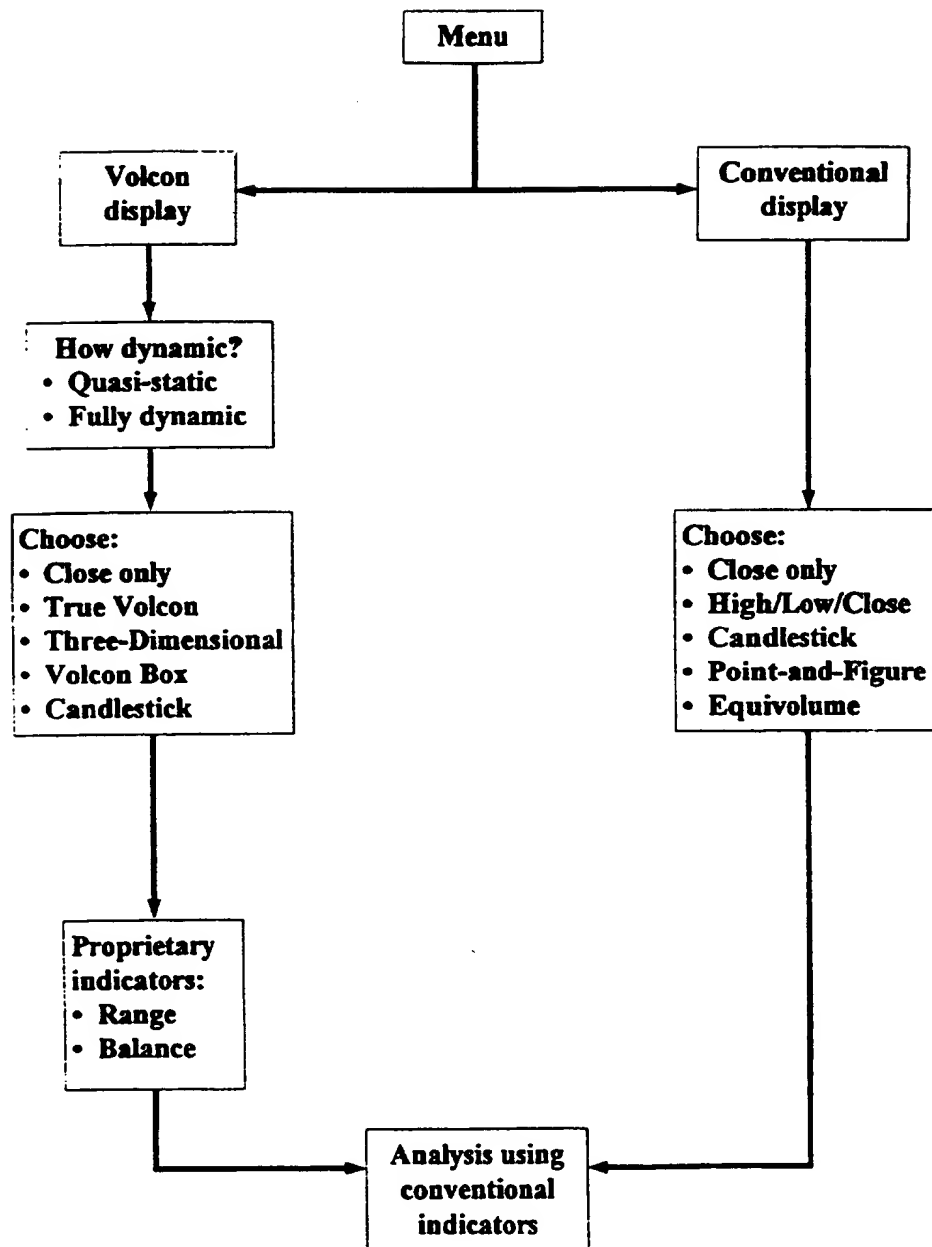 Menu
Volcon
display
Conventional
display
How dynamic?
• Quasi-static
• Fully dynamic
Choose:
• Close only
• True Volcon
• Three-Dimensional
• Volcon Box
• Candlestick
Choose:
• Close only
• High/Low/Close
• Candlestick
• Point-and-Figure
• Equivolume
Proprietary
indicators:
• Range
• Balance
Analysis using
conventional
indicators